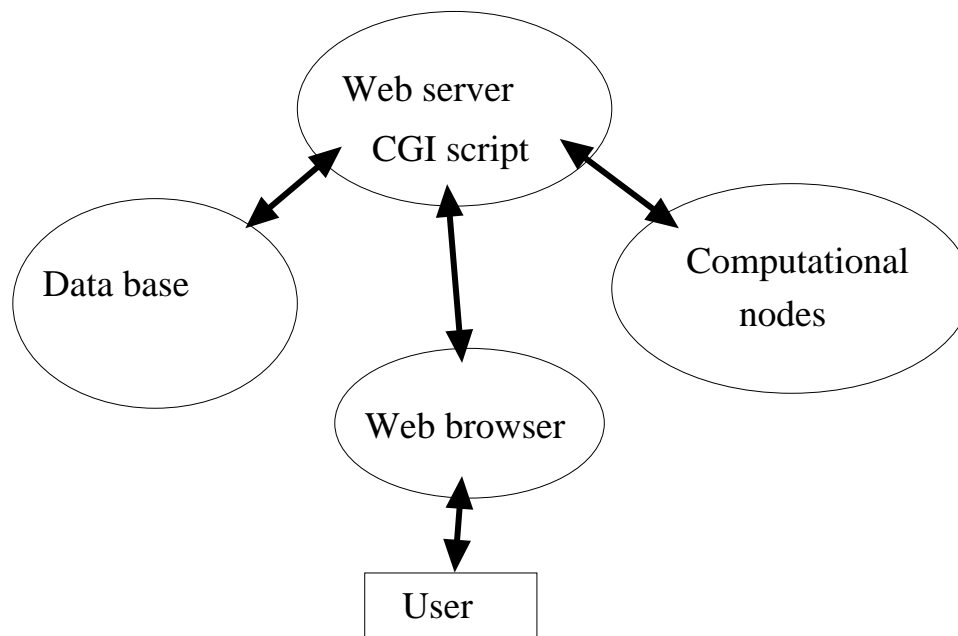 Web server
CGI script
Data base
Computational
nodes
Web browser
User